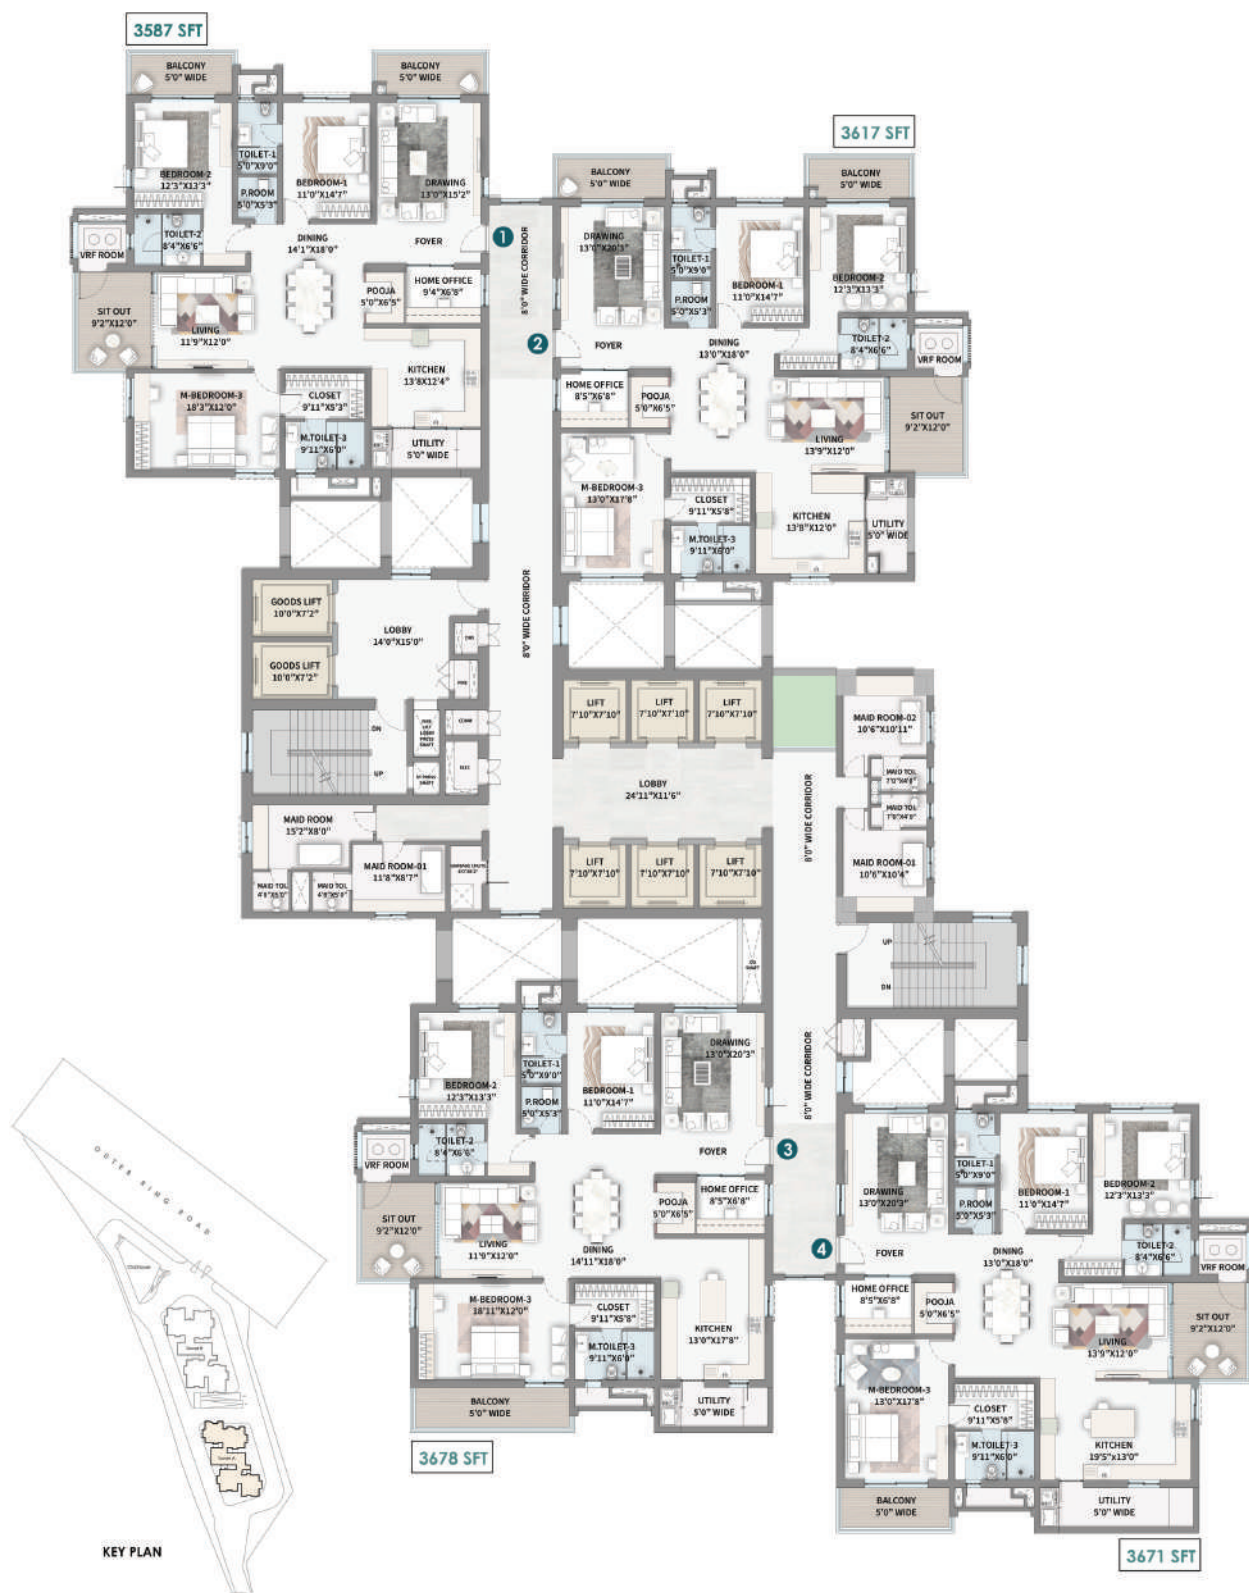 3587 SFT
BALCONY
5'0" WIDE
BALCONY
5'0" WIDE
BEDROOM-2
12'3"X13'3"
TOILET-1
5'0"X9'0"
P.ROOM
5'0"X5'3"
BEDROOM-1
11'0"X14'7"
DRAWING
13'0"X15'2"
TOILET-2
8'4"X6'6"
VRF ROOM
DINING
14'1"X18'0"
FOYER
1
HOME OFFICE
9'4"X6'8"
POOJA
5'0"X6'5"
SIT OUT
9'2"X12'0"
LIVING
11'9"X12'0"
KITCHEN
13'8X12'4"
M-BEDROOM-3
18'3"X12'0"
CLOSET
9'11"X5'3"
M.TOILET-3
9'11"X6'0"
UTILITY
5'0" WIDE
8'0" WIDE CORRIDOR
3617 SFT
BALCONY
5'0" WIDE
BALCONY
5'0" WIDE
DRAWING
13'0"X20'3"
TOILET-1
5'0"X9'0"
P.ROOM
5'0"X5'3"
BEDROOM-1
11'0"X14'7"
BEDROOM-2
12'3"X13'3"
2
FOYER
DINING
13'0"X18'0"
TOILET-2
8'4"X6'6"
VRF ROOM
HOME OFFICE
8'5"X6'8"
POOJA
5'0"X6'5"
LIVING
13'9"X12'0"
SIT OUT
9'2"X12'0"
M-BEDROOM-3
13'0"X17'8"
CLOSET
9'11"X5'8"
M.TOILET-3
9'11"X6'0"
KITCHEN
13'8"X12'0"
UTILITY
5'0" WIDE
8'0" WIDE CORRIDOR
GOODS LIFT
10'0"X7'2"
LOBBY
14'0"X15'0"
GOODS LIFT
10'0"X7'2"
DN
UP
COMM
ELEC
LIFT
7'10"X7'10"
LIFT
7'10"X7'10"
LIFT
7'10"X7'10"
LOBBY
24'11"X11'6"
LIFT
7'10"X7'10"
LIFT
7'10"X7'10"
LIFT
7'10"X7'10"
8'0" WIDE CORRIDOR
MAID ROOM-02
10'6"X10'11"
MAID TOI.
7'0"X4'8"
MAID TOI.
7'0"X4'0"
MAID ROOM-01
10'6"X10'4"
MAID ROOM
15'2"X8'0"
MAID ROOM-01
11'8"X8'7"
MAID TOI.
4'8"X5'0"
MAID TOI.
4'8"X5'8"
UP
DN
8'0" WIDE CORRIDOR
BEDROOM-2
12'3"X13'3"
TOILET-1
5'0"X9'0"
P.ROOM
5'0"X5'3"
BEDROOM-1
11'0"X14'7"
DRAWING
13'0"X20'3"
TOILET-2
8'4"X6'6"
VRF ROOM
FOYER
3
HOME OFFICE
8'5"X6'8"
POOJA
5'0"X6'5"
SIT OUT
9'2"X12'0"
LIVING
11'0"X12'0"
DINING
14'11"X18'0"
M-BEDROOM-3
18'11"X12'0"
CLOSET
9'11"X5'8"
M.TOILET-3
9'11"X6'0"
KITCHEN
13'0"X17'8"
BALCONY
5'0" WIDE
UTILITY
5'0" WIDE
3678 SFT
DRAWING
13'0"X20'3"
TOILET-1
5'0"X9'0"
P.ROOM
5'0"X5'3"
BEDROOM-1
11'0"X14'7"
BEDROOM-2
12'3"X13'3"
4
FOYER
DINING
13'0"X18'0"
TOILET-2
8'4"X6'6"
VRF ROOM
HOME OFFICE
8'5"X6'8"
POOJA
5'0"X6'5"
LIVING
13'9"X12'0"
SIT OUT
9'2"X12'0"
M-BEDROOM-3
13'0"X17'8"
CLOSET
9'11"X5'8"
M.TOILET-3
9'11"X6'0"
KITCHEN
19'5"x13'0"
BALCONY
5'0" WIDE
UTILITY
5'0" WIDE
3671 SFT
OUTER RING ROAD
KEY PLAN